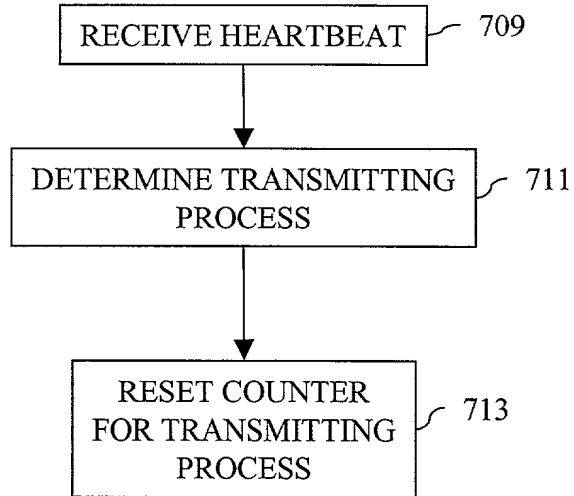 RECEIVE HEARTBEAT
709
DETERMINE TRANSMITTING
PROCESS
711
RESET COUNTER
FOR TRANSMITTING
PROCESS
713